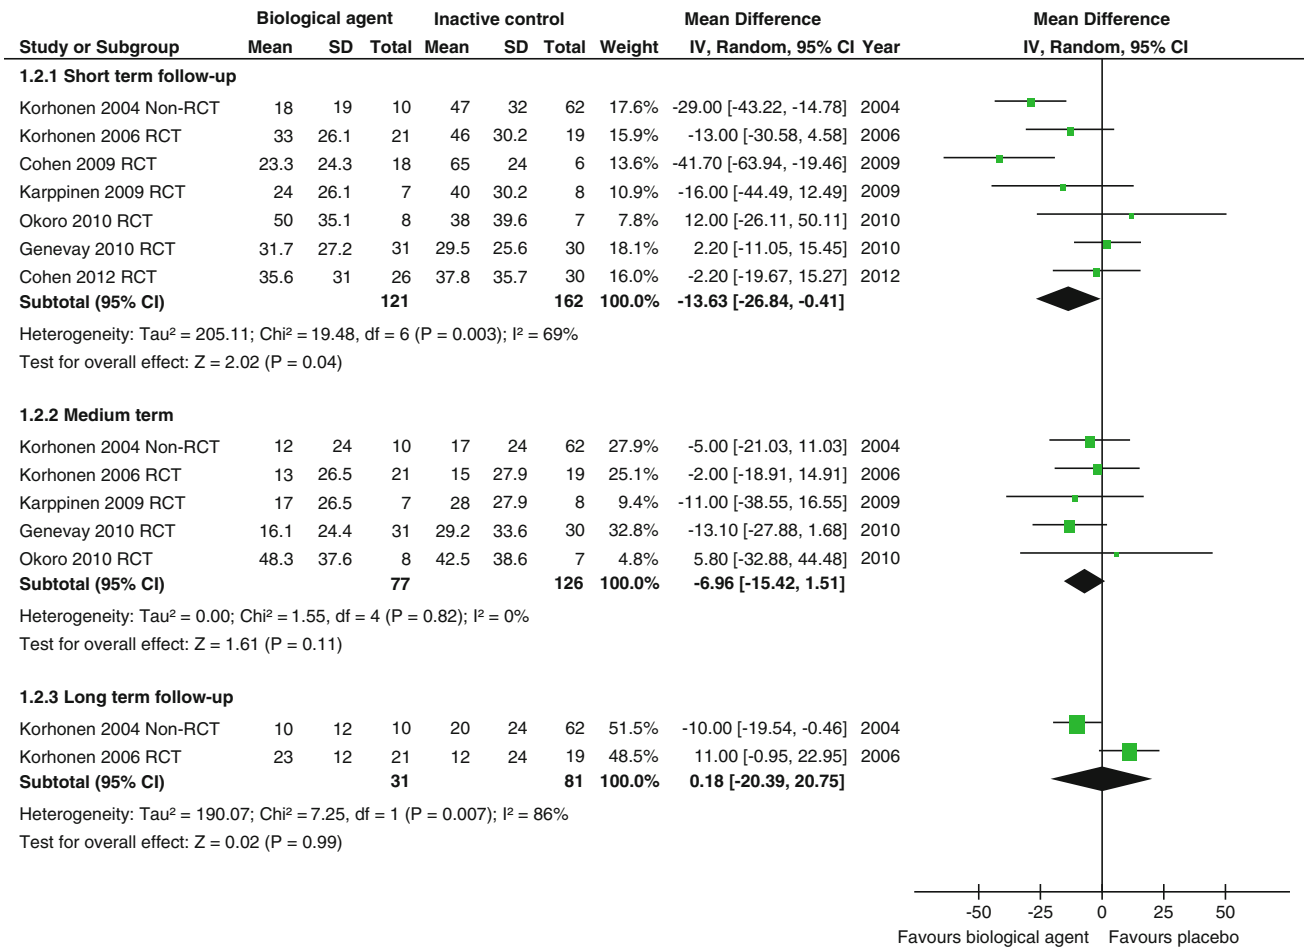 Biological agent Inactive control Mean Difference Mean Difference
Study or Subgroup Mean SD Total Mean SD Total Weight IV, Random, 95% CI Year IV, Random, 95% CI
1.2.1 Short term follow-up
Korhonen 2004 Non-RCT 18 19 10 47 32 62 17.6% -29.00 [-43.22, -14.78] 2004
Korhonen 2006 RCT 33 26.1 21 46 30.2 19 15.9% -13.00 [-30.58, 4.58] 2006
Cohen 2009 RCT 23.3 24.3 18 65 24 6 13.6% -41.70 [-63.94, -19.46] 2009
Karppinen 2009 RCT 24 26.1 7 40 30.2 8 10.9% -16.00 [-44.49, 12.49] 2009
Okoro 2010 RCT 50 35.1 8 38 39.6 7 7.8% 12.00 [-26.11, 50.11] 2010
Genevay 2010 RCT 31.7 27.2 31 29.5 25.6 30 18.1% 2.20 [-11.05, 15.45] 2010
Cohen 2012 RCT 35.6 31 26 37.8 35.7 30 16.0% -2.20 [-19.67, 15.27] 2012
Subtotal (95% CI) 121 162 100.0% -13.63 [-26.84, -0.41]
Heterogeneity: Tau² = 205.11; Chi² = 19.48, df = 6 (P = 0.003); I² = 69%
Test for overall effect: Z = 2.02 (P = 0.04)
1.2.2 Medium term
Korhonen 2004 Non-RCT 12 24 10 17 24 62 27.9% -5.00 [-21.03, 11.03] 2004
Korhonen 2006 RCT 13 26.5 21 15 27.9 19 25.1% -2.00 [-18.91, 14.91] 2006
Karppinen 2009 RCT 17 26.5 7 28 27.9 8 9.4% -11.00 [-38.55, 16.55] 2009
Genevay 2010 RCT 16.1 24.4 31 29.2 33.6 30 32.8% -13.10 [-27.88, 1.68] 2010
Okoro 2010 RCT 48.3 37.6 8 42.5 38.6 7 4.8% 5.80 [-32.88, 44.48] 2010
Subtotal (95% CI) 77 126 100.0% -6.96 [-15.42, 1.51]
Heterogeneity: Tau² = 0.00; Chi² = 1.55, df = 4 (P = 0.82); I² = 0%
Test for overall effect: Z = 1.61 (P = 0.11)
1.2.3 Long term follow-up
Korhonen 2004 Non-RCT 10 12 10 20 24 62 51.5% -10.00 [-19.54, -0.46] 2004
Korhonen 2006 RCT 23 12 21 12 24 19 48.5% 11.00 [-0.95, 22.95] 2006
Subtotal (95% CI) 31 81 100.0% 0.18 [-20.39, 20.75]
Heterogeneity: Tau² = 190.07; Chi² = 7.25, df = 1 (P = 0.007); I² = 86%
Test for overall effect: Z = 0.02 (P = 0.99)
-50 -25 0 25 50
Favours biological agent Favours placebo